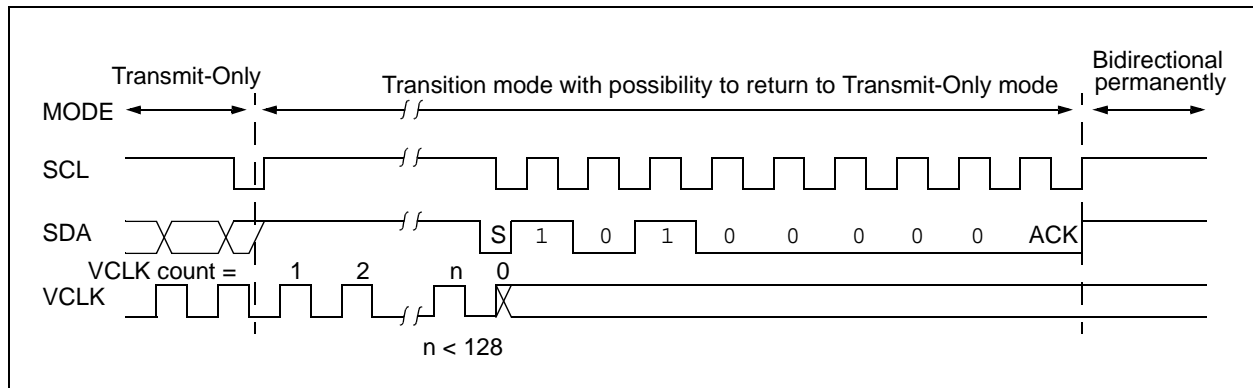 Transmit-Only
Transition mode with possibility to return to Transmit-Only mode
Bidirectional
permanently
MODE
SCL
SDA
S 1 0 1 0 0 0 0 0 ACK
VCLK count = 1 2 n 0
VCLK
n < 128